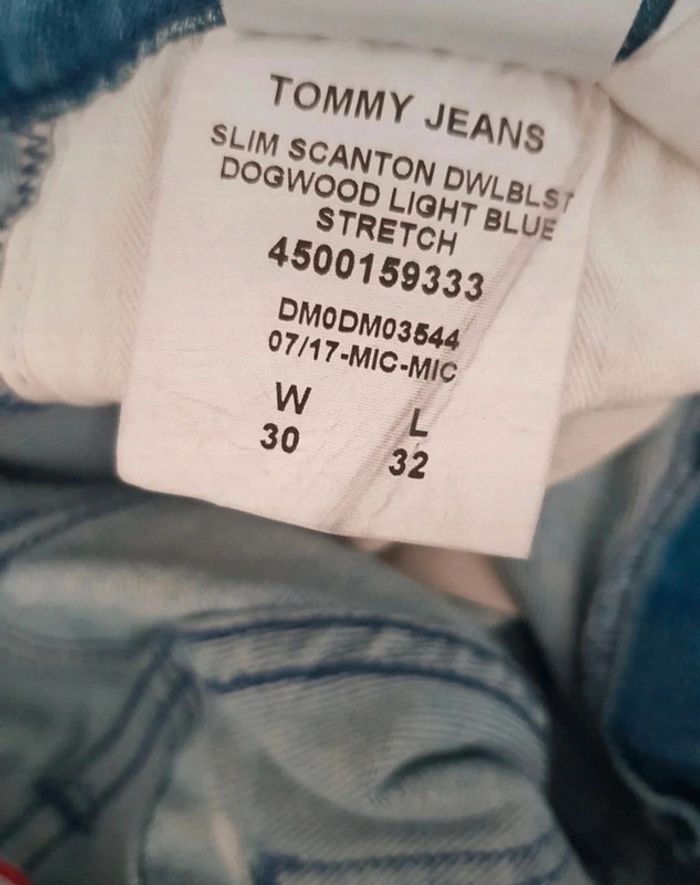 TOMMY JEANS
SLIM SCANTON DWLBLST
DOGWOOD LIGHT BLUE
STRETCH
4500159333
DM0DM03544
07/17-MIC-MIC
W L
30 32